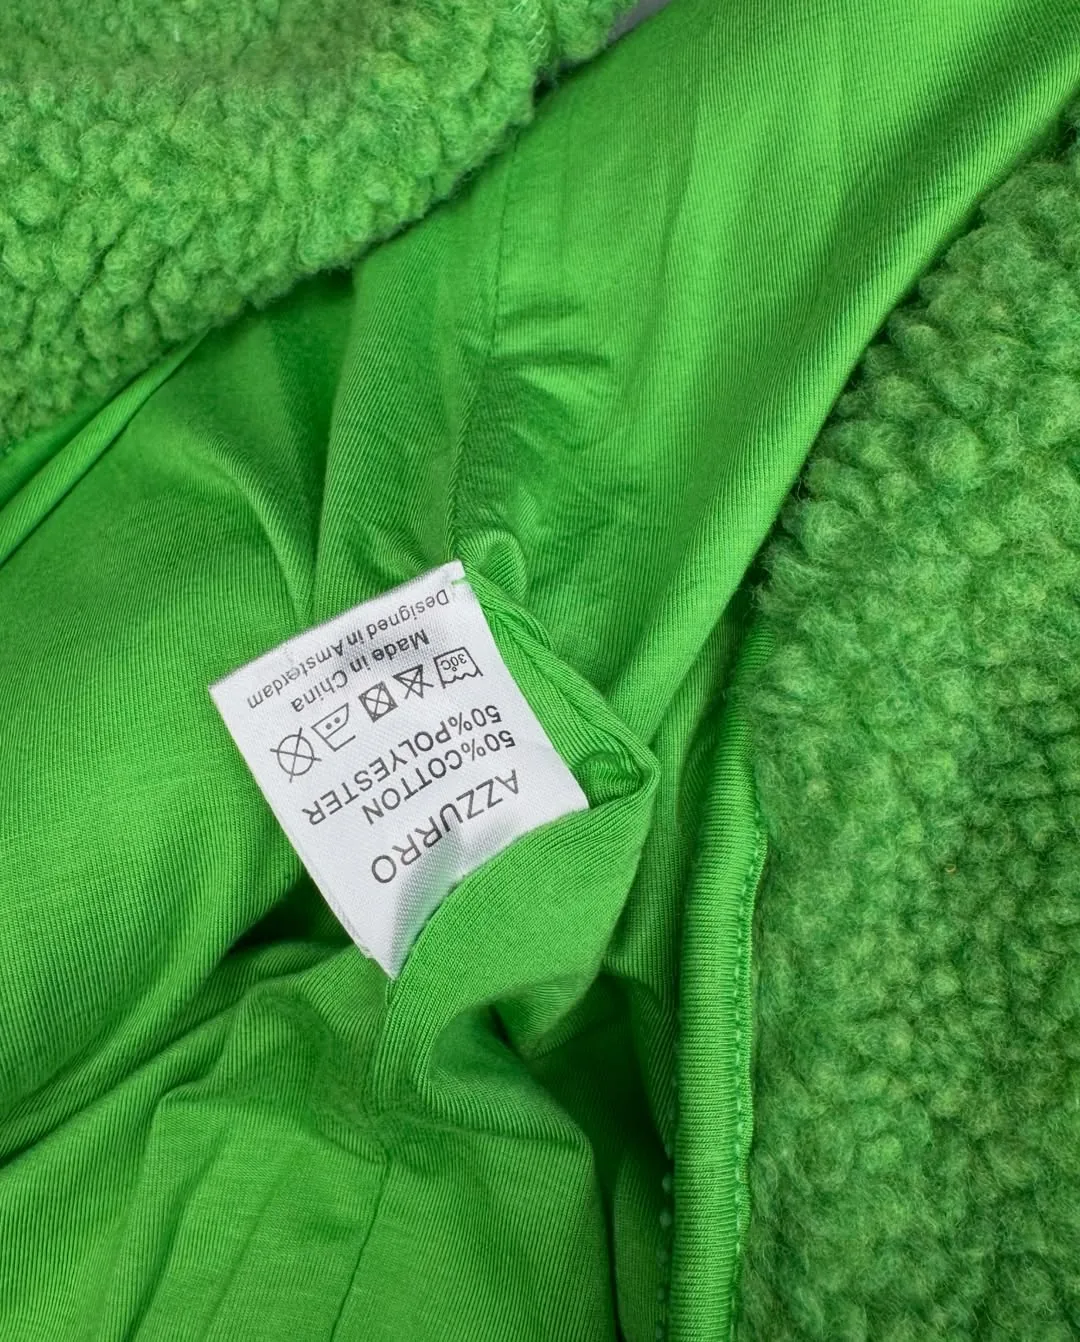 AZZURRO
50%COTTON
50%POLYESTER
30°C
Made in China
Designed in Amsterdam